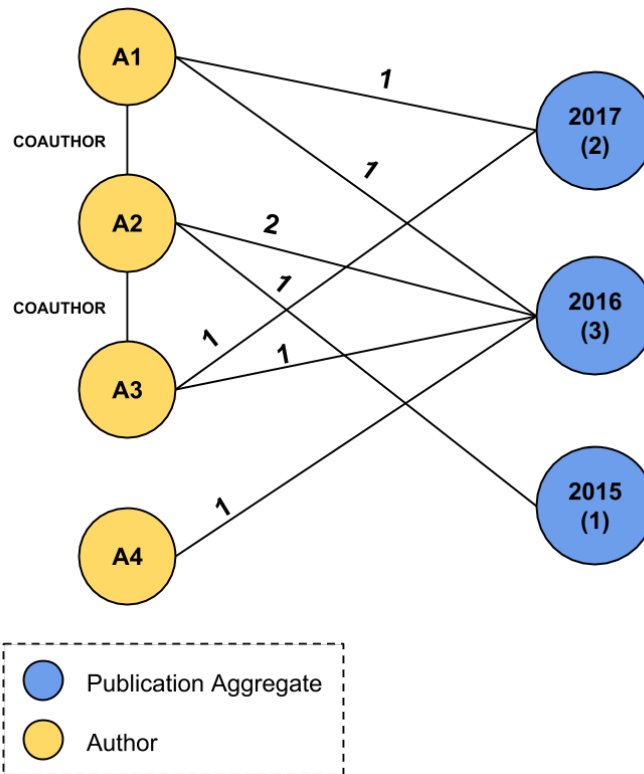 A1
1
2017
(2)
COAUTHOR
1
A2
2
1
2016
(3)
COAUTHOR
1
1
A3
2015
(1)
1
A4
Publication Aggregate
Author